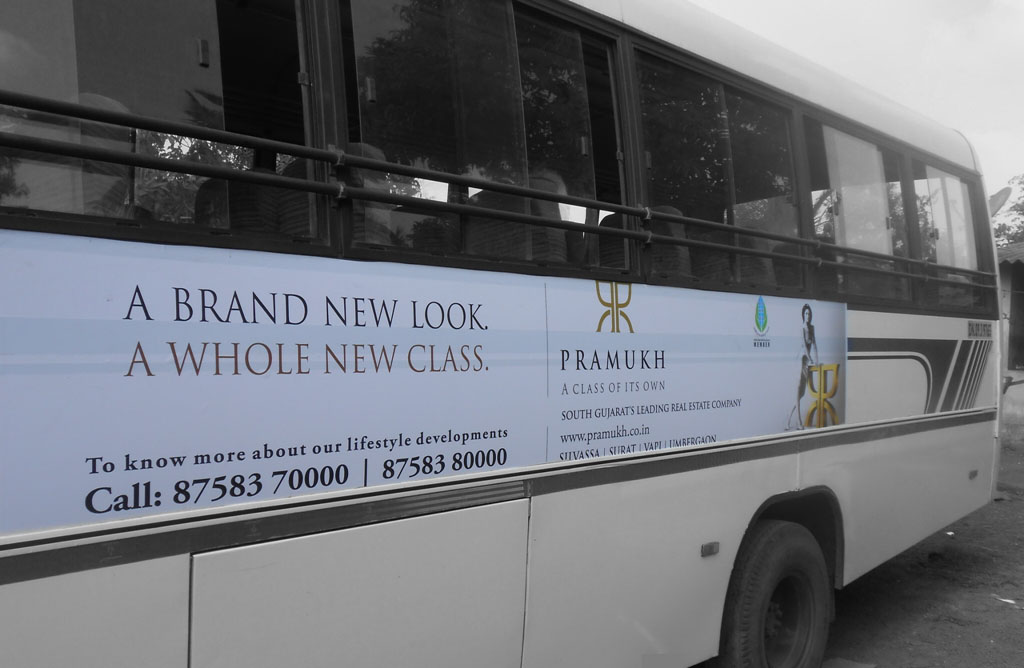 A BRAND NEW LOOK.
A WHOLE NEW CLASS.
To know more about our lifestyle developments
Call: 87583 70000 | 87583 80000
PRAMUKH
A CLASS OF ITS OWN
SOUTH GUJARAT'S LEADING REAL ESTATE COMPANY
www.pramukh.co.in
SILVASSA | SURAT | VAPI | UMBERGAON
MEMBER